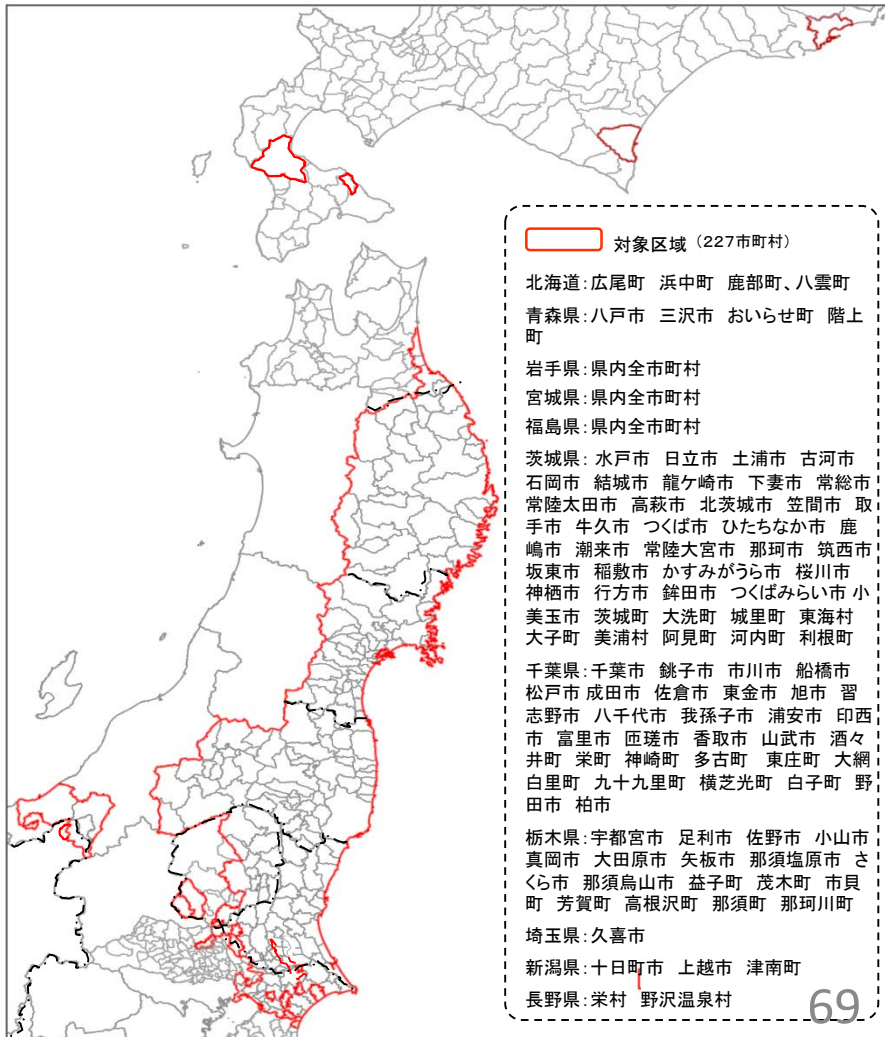 対象区域 (227市町村)
北海道:広尾町 浜中町 鹿部町、八雲町
青森県:八戸市 三沢市 おいらせ町 階上
町
岩手県:県内全市町村
宮城県:県内全市町村
福島県:県内全市町村
茨城県:水戸市 日立市 土浦市 古河市
石岡市 結城市 龍ケ崎市 下妻市 常総市
常陸太田市 高萩市 北茨城市 笠間市 取
手市 牛久市 つくば市 ひたちなか市 鹿
嶋市 潮来市 常陸大宮市 那珂市 筑西市
坂東市 稲敷市 かすみがうら市 桜川市
神栖市 行方市 鉾田市 つくばみらい市 小
美玉市 茨城町 大洗町 城里町 東海村
大子町 美浦村 阿見町 河内町 利根町
千葉県:千葉市 銚子市 市川市 船橋市
松戸市 成田市 佐倉市 東金市 旭市 習
志野市 八千代市 我孫子市 浦安市 印西
市 富里市 匝瑳市 香取市 山武市 酒々
井町 栄町 神崎町 多古町 東庄町 大網
白里町 九十九里町 横芝光町 白子町 野
田市 柏市
栃木県:宇都宮市 足利市 佐野市 小山市
真岡市 大田原市 矢板市 那須塩原市 さ
くら市 那須烏山市 益子町 茂木町 市貝
町 芳賀町 高根沢町 那須町 那珂川町
埼玉県:久喜市
新潟県:十日町市 上越市 津南町
長野県:栄村 野沢温泉村
69